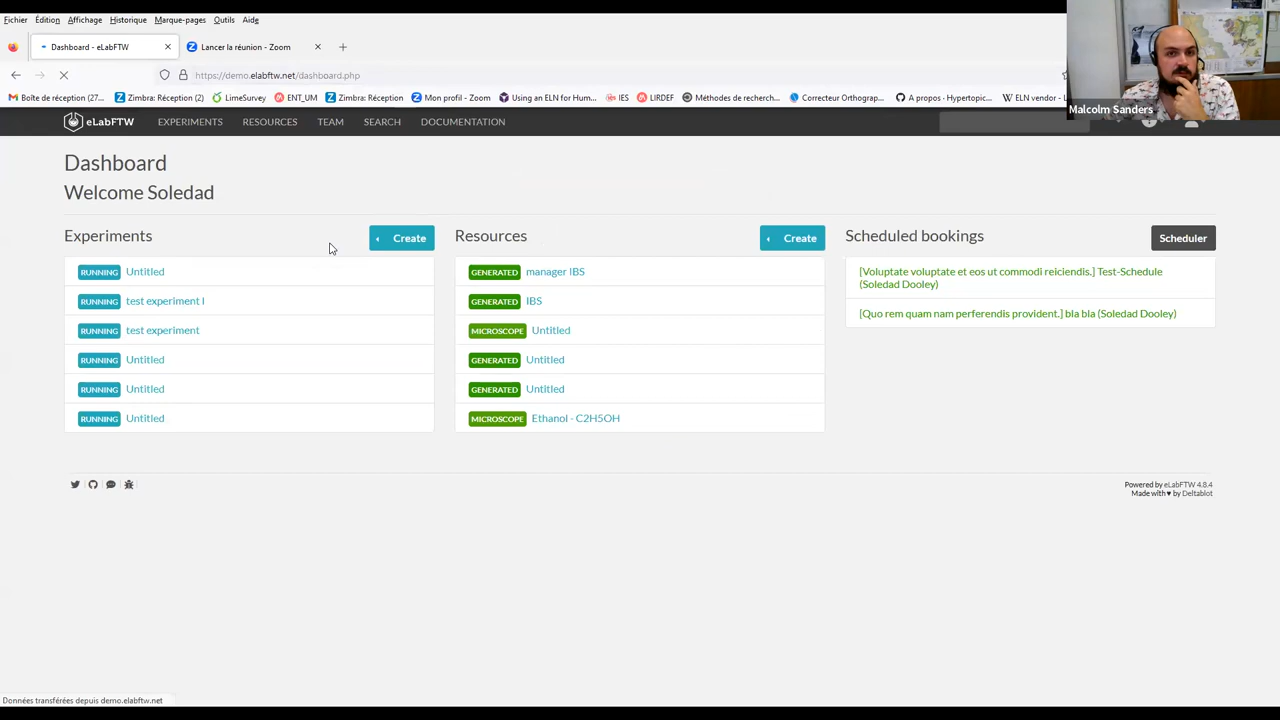 Fichier Édition Affichage Historique Marque-pages Outils Aide
Dashboard - eLabFTW
Lancer la réunion - Zoom
https://demo.elabftw.net/dashboard.php
Boîte de réception (27...
Zimbra: Réception (2)
LimeSurvey
ENT_UM
Zimbra: Réception
Mon profil - Zoom
Using an ELN for Hum...
IES
LIRDEF
Méthodes de recherch...
Correcteur Orthograp...
A propos · Hypertopic...
ELN vendor -
Malcolm Sanders
eLabFTW
EXPERIMENTS
RESOURCES
TEAM
SEARCH
DOCUMENTATION
Dashboard
Welcome Soledad
Experiments
Create
RUNNING Untitled
RUNNING test experiment I
RUNNING test experiment
RUNNING Untitled
RUNNING Untitled
RUNNING Untitled
Resources
Create
GENERATED manager IBS
GENERATED IBS
MICROSCOPE Untitled
GENERATED Untitled
GENERATED Untitled
MICROSCOPE Ethanol - C2H5OH
Scheduled bookings
Scheduler
[Voluptate voluptate et eos ut commodi reiciendis.] Test-Schedule
(Soledad Dooley)
[Quo rem quam nam perferendis provident.] bla bla (Soledad Dooley)
Powered by eLabFTW 4.8.4
Made with ♥ by Deltablot
Données transférées depuis demo.elabftw.net